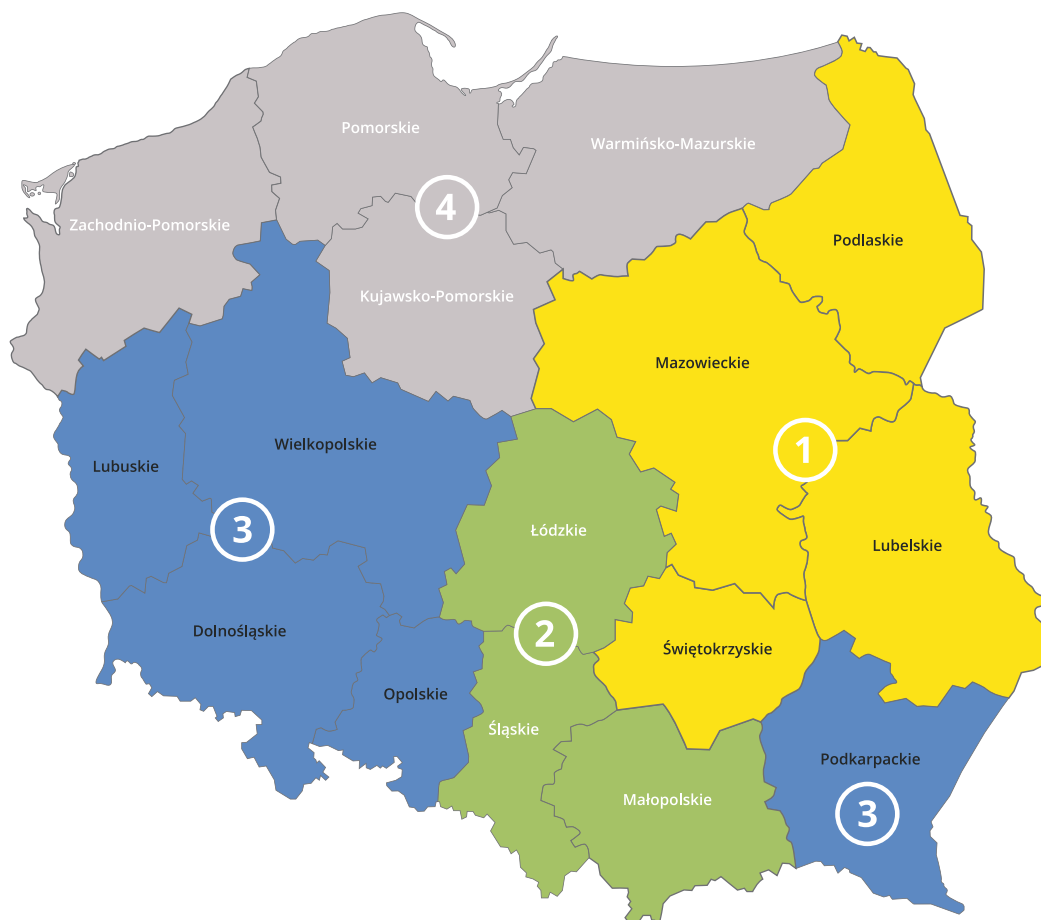 Pomorskie
Warmińsko-Mazurskie
4
Zachodnio-Pomorskie
Podlaskie
Kujawsko-Pomorskie
Mazowieckie
Wielkopolskie
1
Lubuskie
3
Łódzkie
Lubelskie
Dolnośląskie
2
Świętokrzyskie
Opolskie
Śląskie
Podkarpackie
Małopolskie
3